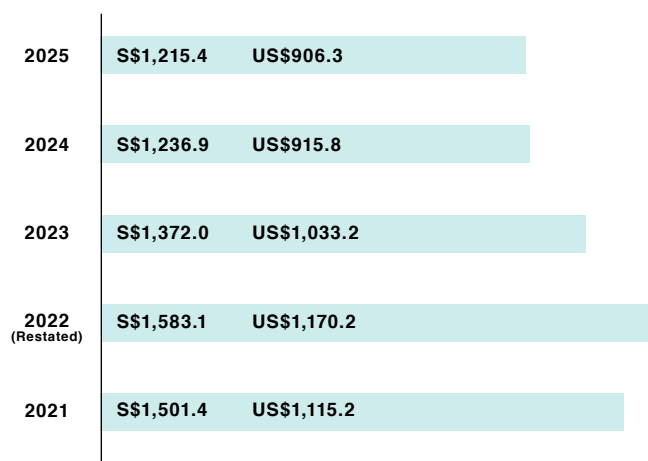 2025 S$1,215.4 US$906.3
2024 S$1,236.9 US$915.8
2023 S$1,372.0 US$1,033.2
2022 S$1,583.1 US$1,170.2
(Restated)
2021 S$1,501.4 US$1,115.2